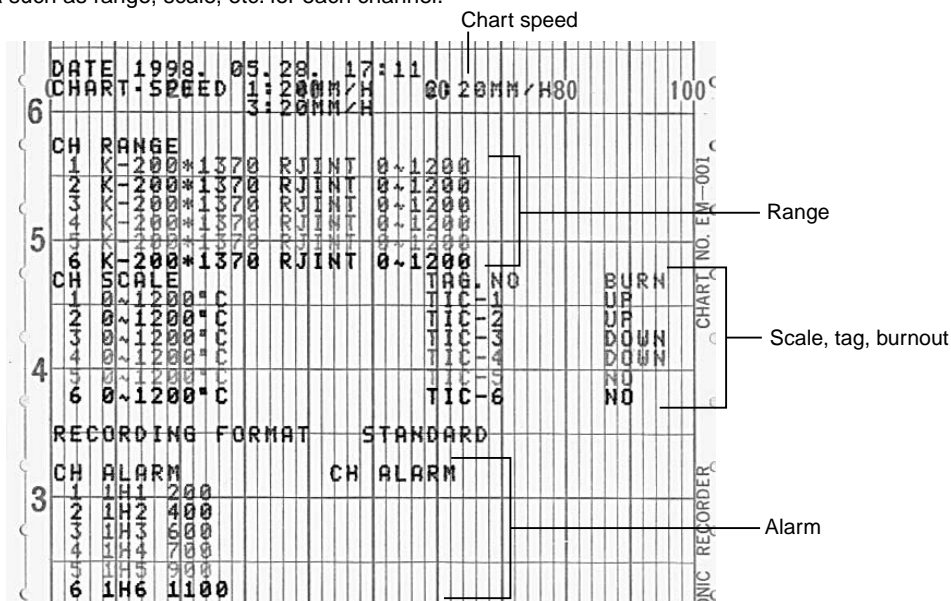 such as range, scale, etc. for each channel.
Chart speed
DATE 1998. 05.28. 17:11
CHART-SPEED 1:20MM/H 2:20MM/H 80 100
6
3:20MM/H
CH RANGE
1 K-200*1370 RJINT 0~1200
2 K-200*1370 RJINT 0~1200
3 K-200*1370 RJINT 0~1200
4 K-200*1370 RJINT 0~1200
5 K-200*1370 RJINT 0~1200
6 K-200*1370 RJINT 0~1200
Range
5
CH SCALE TAG.NO BURN
1 0~1200°C TIC-1 UP
2 0~1200°C TIC-2 UP
3 0~1200°C TIC-3 DOWN
4 0~1200°C TIC-4 DOWN
5 0~1200°C TIC-5 NO
6 0~1200°C TIC-6 NO
Scale, tag, burnout
4
RECORDING FORMAT STANDARD
CH ALARM CH ALARM
1 1H1 200
2 1H2 400
3 1H3 600
4 1H4 700
5 1H5 900
6 1H6 1100
Alarm
3
CHART NO. EM-001
NIC RECORDER